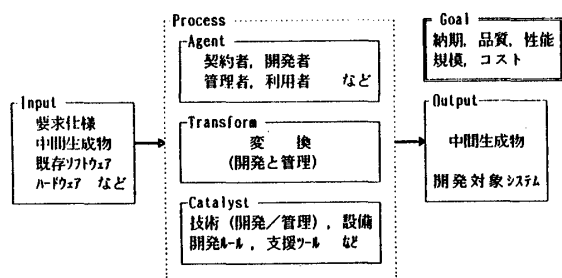 Input
要求仕様
中間生成物
既存ソフトウェア
ハードウェア など
Process
Agent
契約者, 開発者
管理者, 利用者 など
Transform
変 換
(開発と管理)
Catalyst
技術 (開発/管理), 設備
開発ルール, 支援ツール など
Goal
納期, 品質, 性能
規模, コスト
Output
中間生成物
開発対象システム